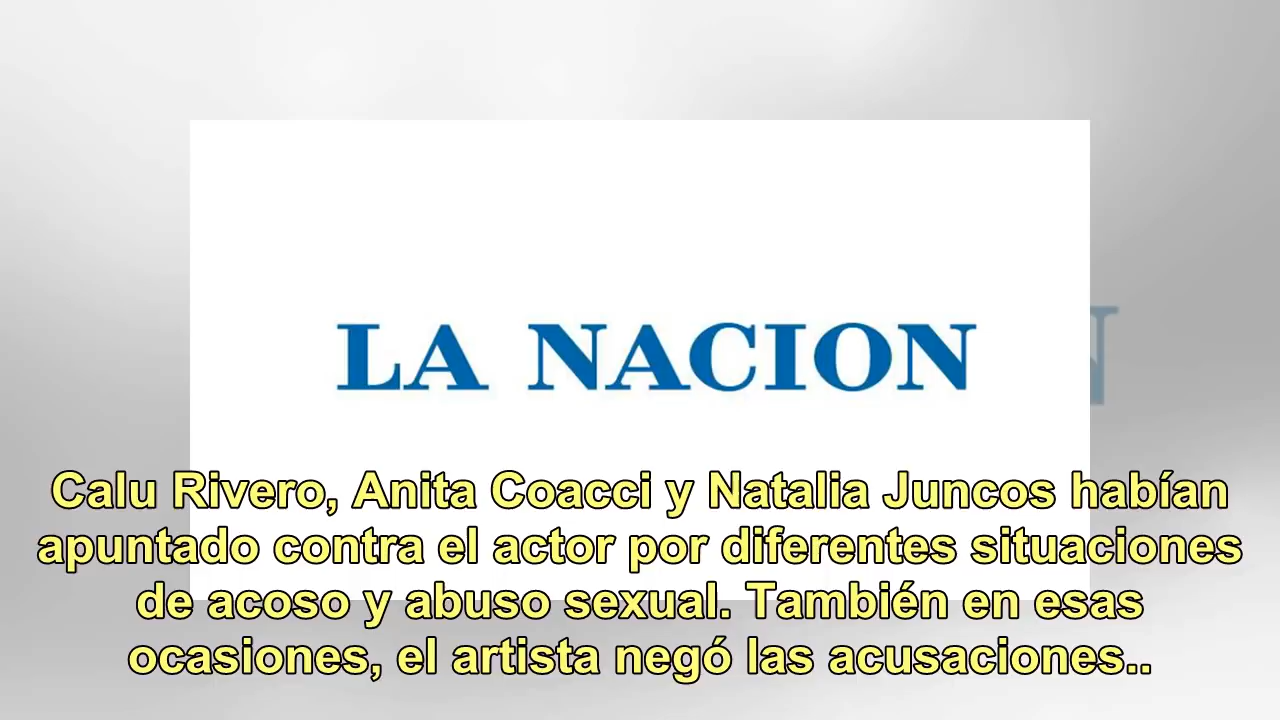 LA NACION
N
Calu Rivero, Anita Coacci y Natalia Juncos habían
apuntado contra el actor por diferentes situaciones
de acoso y abuso sexual. También en esas
ocasiones, el artista negó las acusaciones..